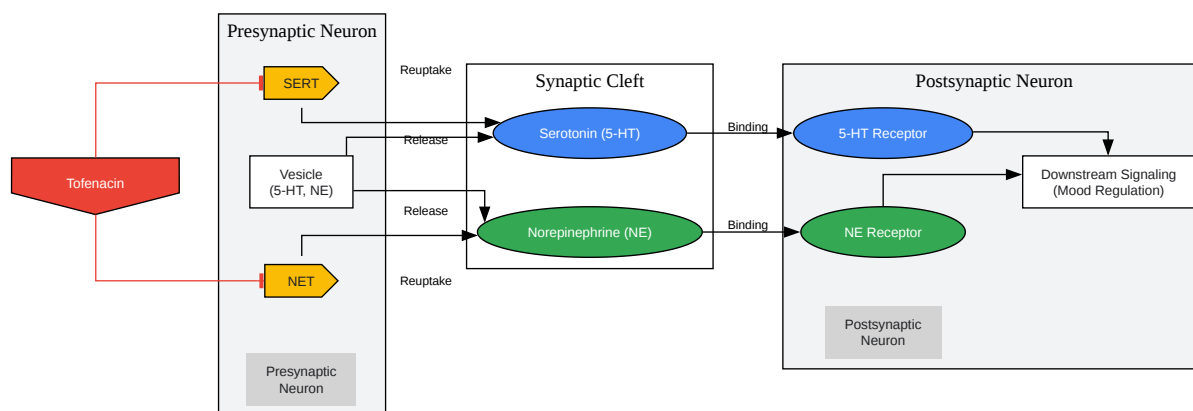 Presynaptic Neuron
SERT
Reuptake
Synaptic Cleft
Postsynaptic Neuron
Serotonin (5-HT)
Binding
5-HT Receptor
Release
Tofenacin
Vesicle
(5-HT, NE)
Downstream Signaling
(Mood Regulation)
Release
Norepinephrine (NE)
Binding
NE Receptor
NET
Reuptake
Postsynaptic
Neuron
Presynaptic
Neuron